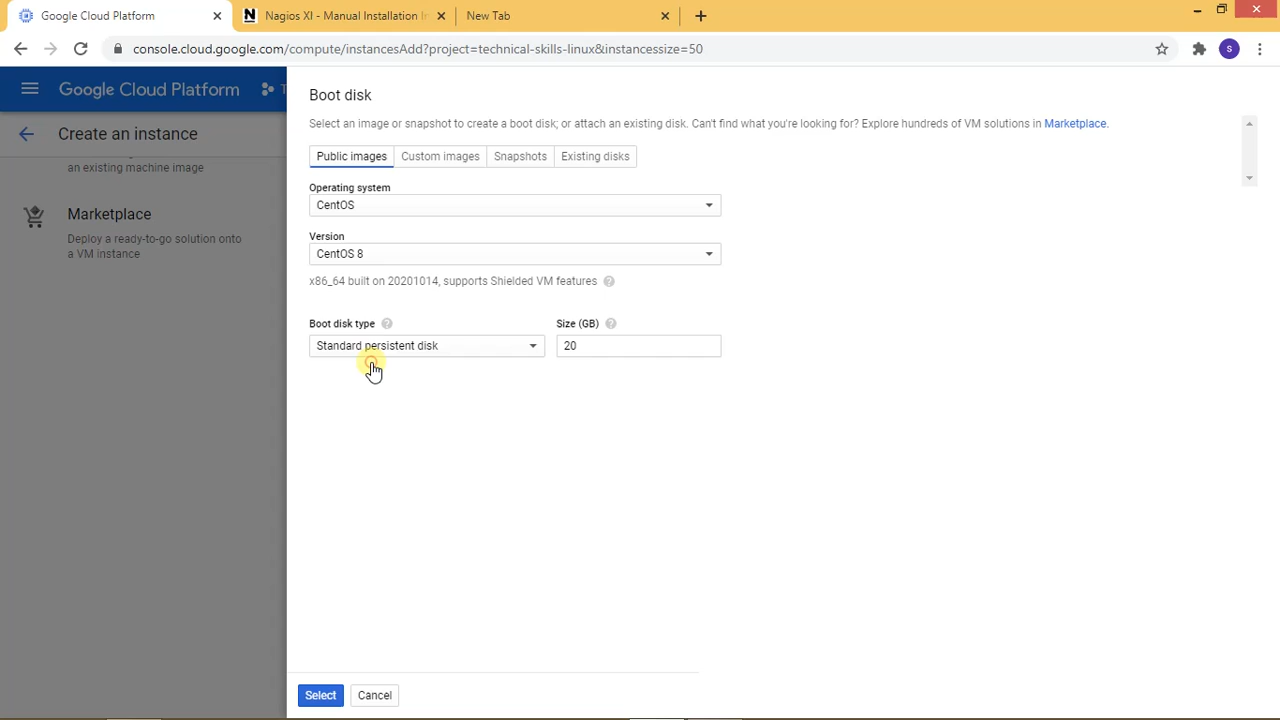 Google Cloud Platform
Nagios XI - Manual Installation In
New Tab
console.cloud.google.com/compute/instancesAdd?project=technical-skills-linux&instancessize=50
S
Google Cloud Platform
T
Create an instance
an existing machine image
Marketplace
Deploy a ready-to-go solution onto
a VM instance
Boot disk
Select an image or snapshot to create a boot disk; or attach an existing disk. Can't find what you're looking for? Explore hundreds of VM solutions in Marketplace.
Public images Custom images Snapshots Existing disks
Operating system
CentOS
Version
CentOS 8
x86_64 built on 20201014, supports Shielded VM features
Boot disk type Size (GB)
Standard persistent disk 20
Select Cancel